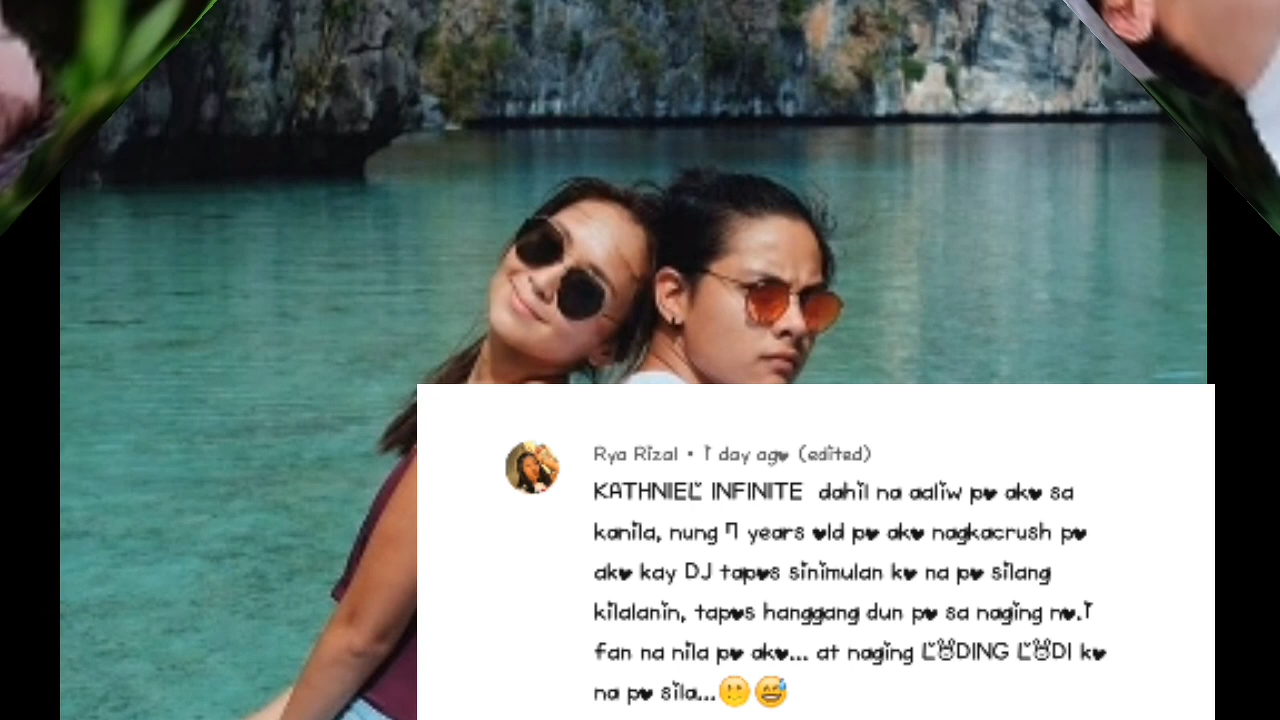 Rya Rizal • 1 day ago (edited)
KATHNIEL INFINITE dahil na aaliw po ako sa
kanila, nung 7 years old po ako nagkacrush po
ako kay DJ tapos sinimulan ko na po silang
kilalanin, tapos hanggang dun po sa naging no.1
fan na nila po ako... at naging LODING LODI ko
na po sila...🙂😅